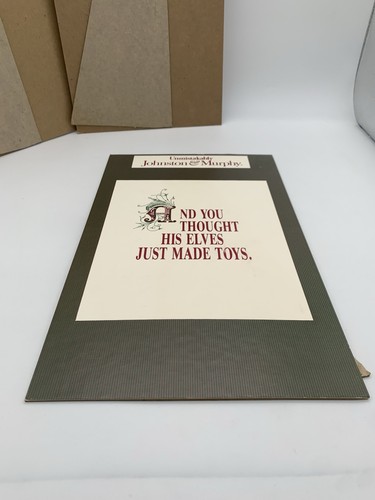 Unmistakably
Johnston & Murphy.
AND YOU
THOUGHT
HIS ELVES
JUST MADE TOYS.